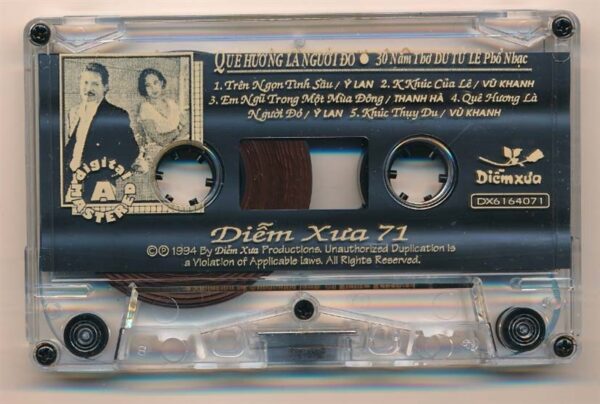 QUÊ HƯƠNG LÀ NGƯỜI ĐÓ • 30 Năm Thơ DU TỬ LÊ Phổ Nhạc
1. Trên Ngọn Tình Sầu / Ý LAN 2. K Khúc Của Lê / VŨ KHANH
3. Em Ngủ Trong Một Mùa Đông / THANH HÀ 4. Quê Hương Là
Người Đó / Ý LAN 5. Khúc Thụy Du / VŨ KHANH
digital
A
MASTERED
Diễm xưa
DX6164071
Diễm Xưa 71
©℗ 1994 By Diễm Xưa Productions. Unauthorized Duplication is
a Violation of Applicable laws. All Rights Reserved.